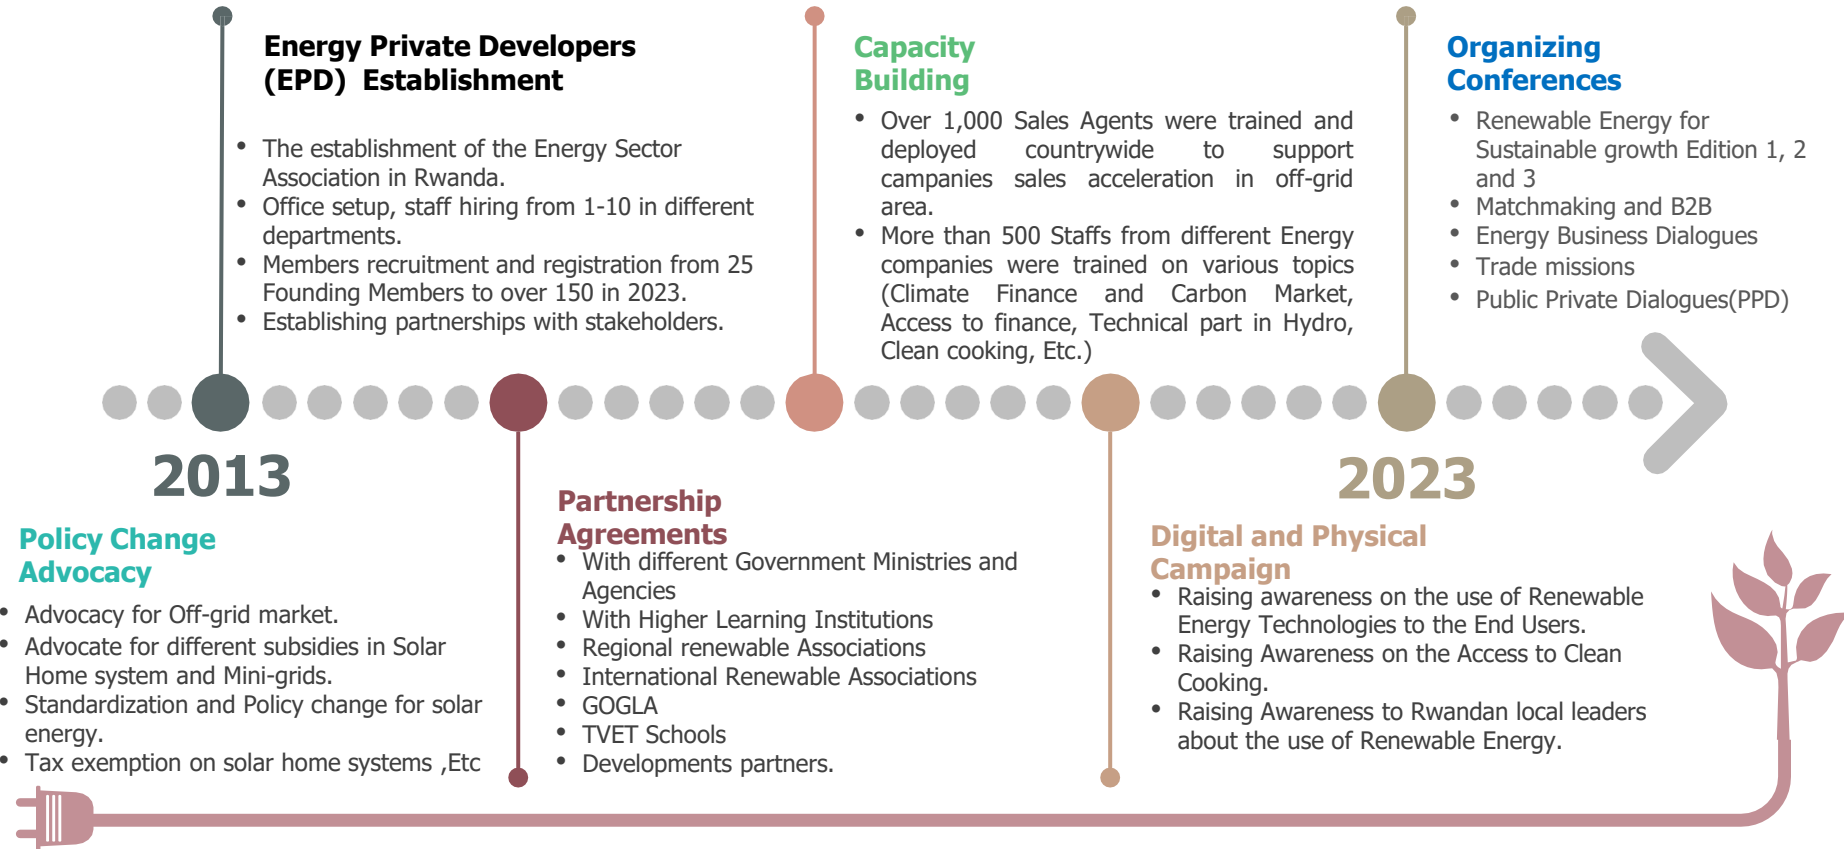 Energy Private Developers
(EPD) Establishment
• The establishment of the Energy Sector
Association in Rwanda.
• Office setup, staff hiring from 1-10 in different
departments.
• Members recruitment and registration from 25
Founding Members to over 150 in 2023.
• Establishing partnerships with stakeholders.
Capacity
Building
• Over 1,000 Sales Agents were trained and
deployed countrywide to support
campanies sales acceleration in off-grid
area.
• More than 500 Staffs from different Energy
companies were trained on various topics
(Climate Finance and Carbon Market,
Access to finance, Technical part in Hydro,
Clean cooking, Etc.)
Organizing
Conferences
• Renewable Energy for
Sustainable growth Edition 1, 2
and 3
• Matchmaking and B2B
• Energy Business Dialogues
• Trade missions
• Public Private Dialogues(PPD)
2013
2023
Policy Change
Advocacy
• Advocacy for Off-grid market.
• Advocate for different subsidies in Solar
Home system and Mini-grids.
• Standardization and Policy change for solar
energy.
• Tax exemption on solar home systems ,Etc
Partnership
Agreements
• With different Government Ministries and
Agencies
• With Higher Learning Institutions
• Regional renewable Associations
• International Renewable Associations
• GOGLA
• TVET Schools
• Developments partners.
Digital and Physical
Campaign
• Raising awareness on the use of Renewable
Energy Technologies to the End Users.
• Raising Awareness on the Access to Clean
Cooking.
• Raising Awareness to Rwandan local leaders
about the use of Renewable Energy.